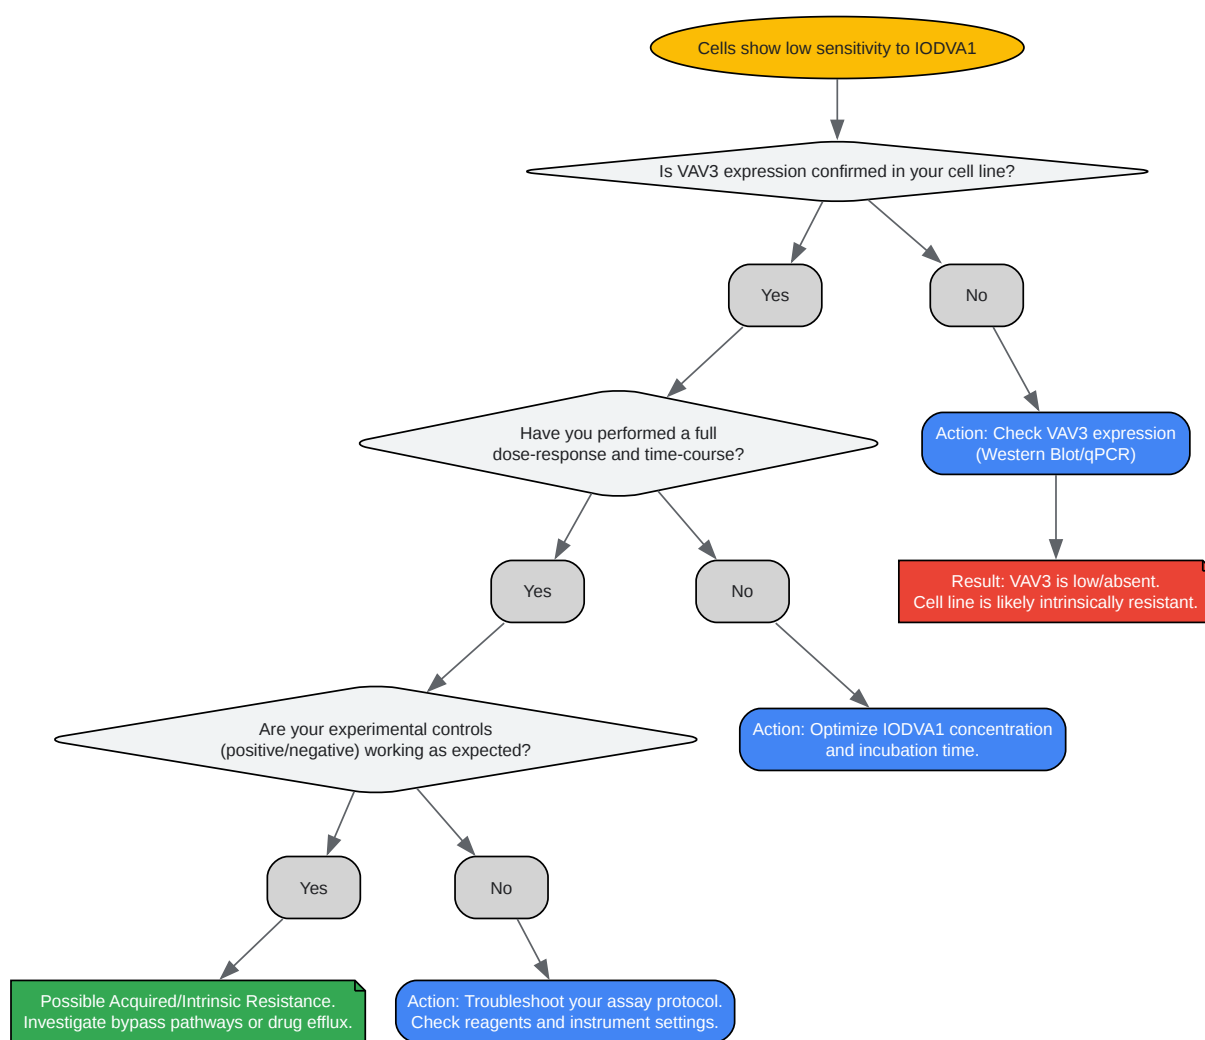 Cells show low sensitivity to IODVA1
Is VAV3 expression confirmed in your cell line?
Yes
No
Have you performed a full
dose-response and time-course?
Action: Check VAV3 expression
(Western Blot/qPCR)
Yes
No
Result: VAV3 is low/absent.
Cell line is likely intrinsically resistant.
Are your experimental controls
(positive/negative) working as expected?
Action: Optimize IODVA1 concentration
and incubation time.
Yes
No
Possible Acquired/Intrinsic Resistance.
Investigate bypass pathways or drug efflux.
Action: Troubleshoot your assay protocol.
Check reagents and instrument settings.